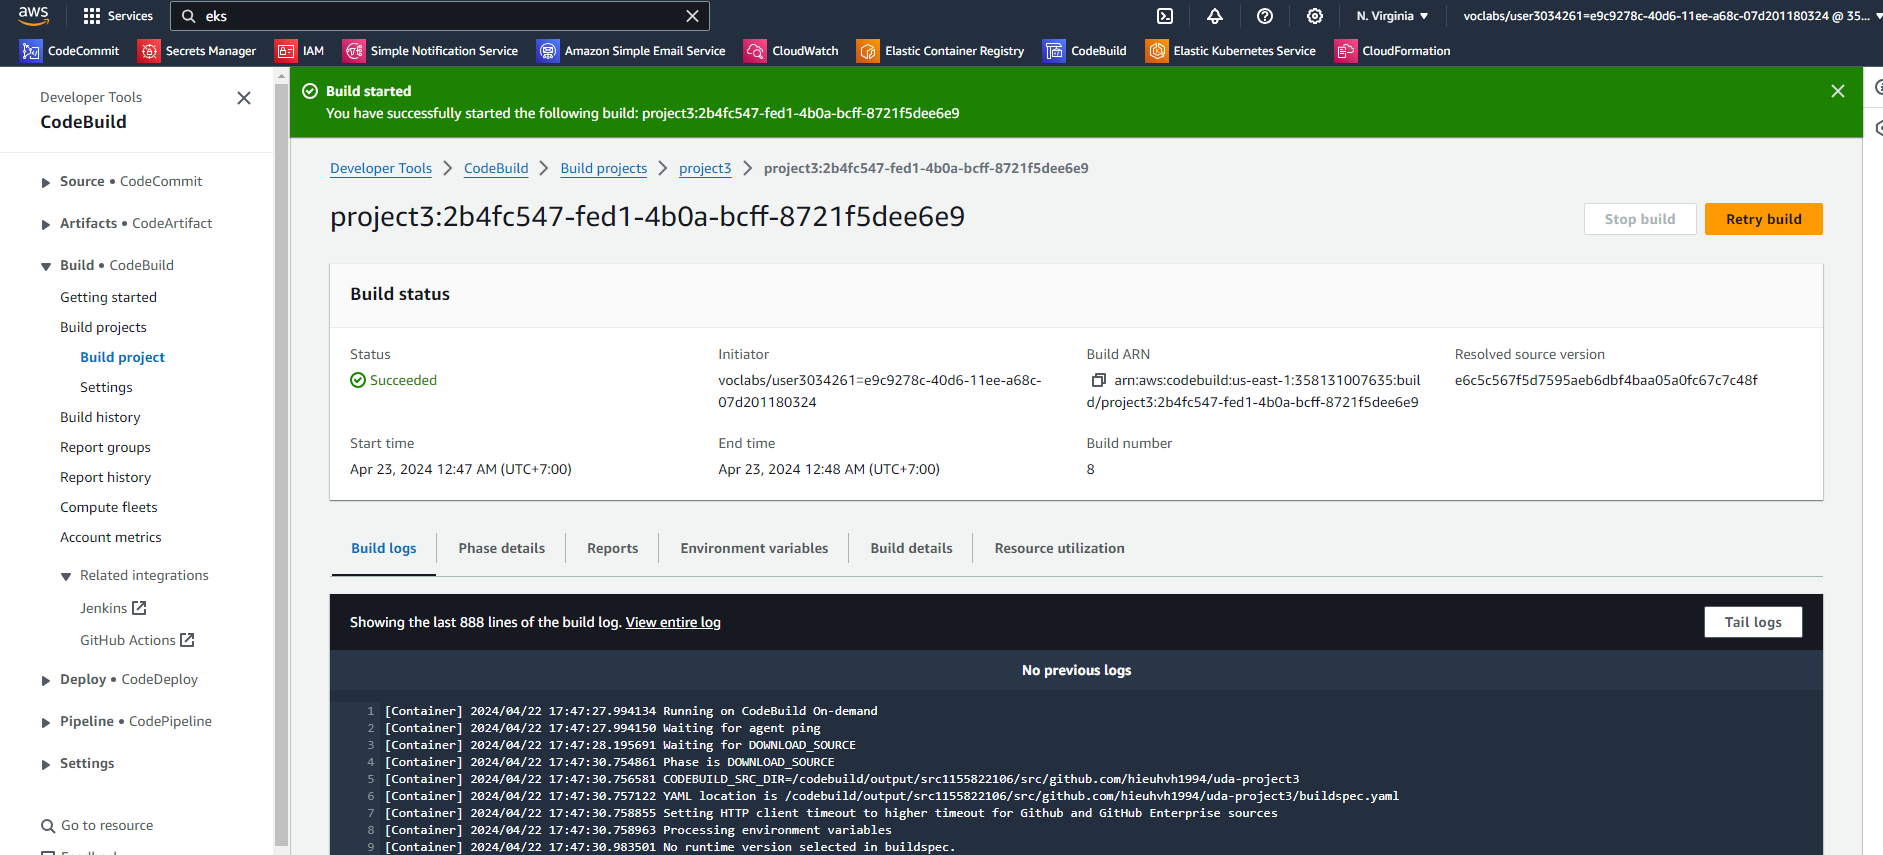 aws
Services
eks
N. Virginia
voclabs/user3034261=e9c9278c-40d6-11ee-a68c-07d201180324 @ 35...
CodeCommit
Secrets Manager
IAM
Simple Notification Service
Amazon Simple Email Service
CloudWatch
Elastic Container Registry
CodeBuild
Elastic Kubernetes Service
CloudFormation
Developer Tools
CodeBuild
Source • CodeCommit
Artifacts • CodeArtifact
Build • CodeBuild
Getting started
Build projects
Build project
Settings
Build history
Report groups
Report history
Compute fleets
Account metrics
Related integrations
Jenkins
GitHub Actions
Deploy • CodeDeploy
Pipeline • CodePipeline
Settings
Go to resource
Build started
You have successfully started the following build: project3:2b4fc547-fed1-4b0a-bcff-8721f5dee6e9
Developer Tools
CodeBuild
Build projects
project3
project3:2b4fc547-fed1-4b0a-bcff-8721f5dee6e9
project3:2b4fc547-fed1-4b0a-bcff-8721f5dee6e9
Stop build
Retry build
Build status
Status
Succeeded
Initiator
voclabs/user3034261=e9c9278c-40d6-11ee-a68c-
07d201180324
Build ARN
arn:aws:codebuild:us-east-1:358131007635:buil
d/project3:2b4fc547-fed1-4b0a-bcff-8721f5dee6e9
Resolved source version
e6c5c567f5d7595aeb6dbf4baa05a0fc67c7c48f
Start time
Apr 23, 2024 12:47 AM (UTC+7:00)
End time
Apr 23, 2024 12:48 AM (UTC+7:00)
Build number
8
Build logs
Phase details
Reports
Environment variables
Build details
Resource utilization
Showing the last 888 lines of the build log. View entire log
Tail logs
No previous logs
1 [Container] 2024/04/22 17:47:27.994134 Running on CodeBuild On-demand
2 [Container] 2024/04/22 17:47:27.994150 Waiting for agent ping
3 [Container] 2024/04/22 17:47:28.195691 Waiting for DOWNLOAD_SOURCE
4 [Container] 2024/04/22 17:47:30.754861 Phase is DOWNLOAD_SOURCE
5 [Container] 2024/04/22 17:47:30.756581 CODEBUILD_SRC_DIR=/codebuild/output/src1155822106/src/github.com/hieuhvh1994/uda-project3
6 [Container] 2024/04/22 17:47:30.757122 YAML location is /codebuild/output/src1155822106/src/github.com/hieuhvh1994/uda-project3/buildspec.yaml
7 [Container] 2024/04/22 17:47:30.758855 Setting HTTP client timeout to higher timeout for Github and GitHub Enterprise sources
8 [Container] 2024/04/22 17:47:30.758963 Processing environment variables
9 [Container] 2024/04/22 17:47:30.983501 No runtime version selected in buildspec.